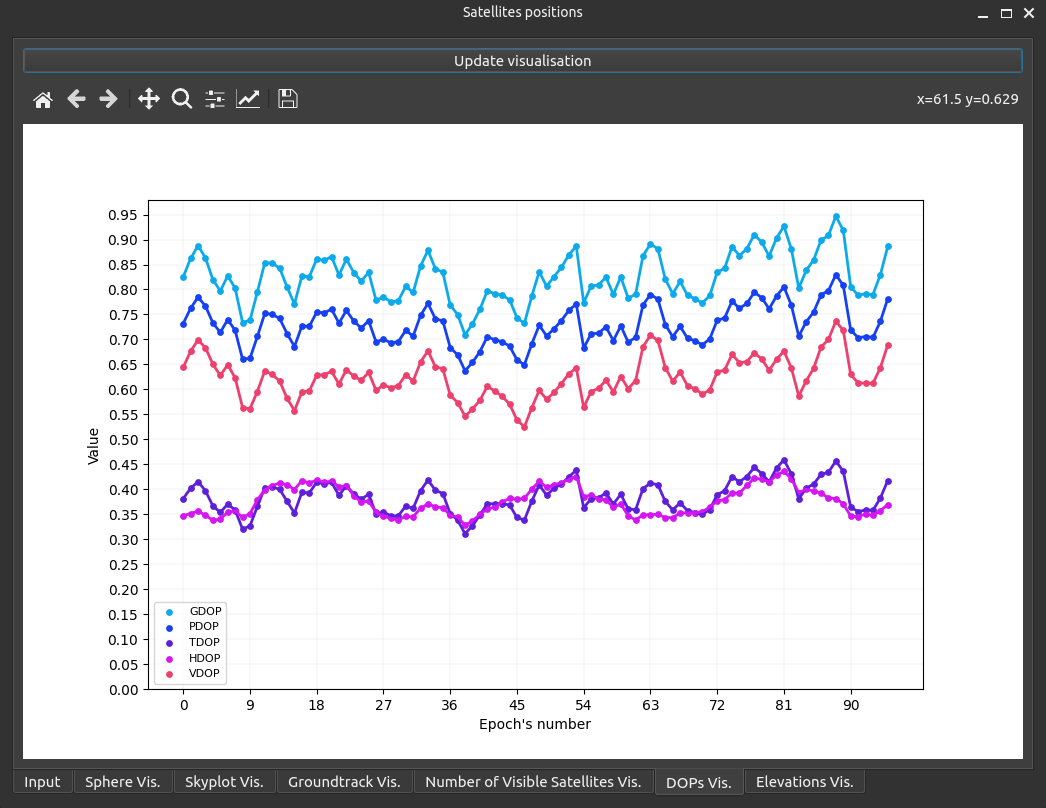 Satellites positions
Update visualisation
x=61.5 y=0.629
0.95
0.90
0.85
0.80
0.75
0.70
0.65
0.60
0.55
0.50
0.45
0.40
0.35
0.30
0.25
0.20
0.15
0.10
0.05
0.00
Value
GDOP
PDOP
TDOP
HDOP
VDOP
0 9 18 27 36 45 54 63 72 81 90
Epoch's number
Input Sphere Vis. Skyplot Vis. Groundtrack Vis. Number of Visible Satellites Vis. DOPs Vis. Elevations Vis.